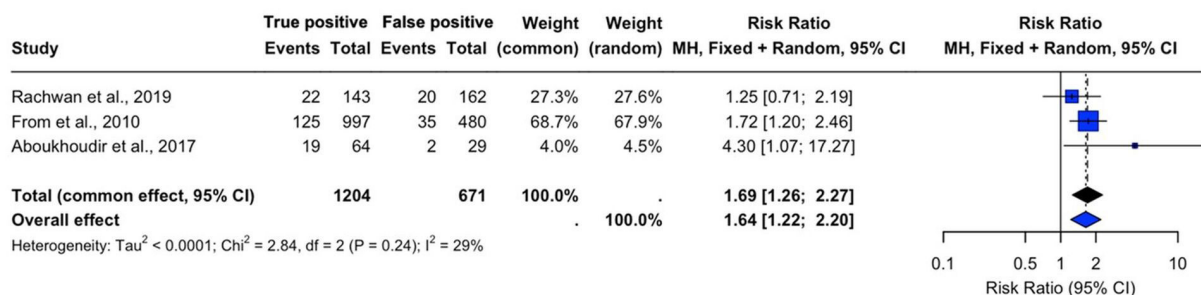 True positive False positive Weight Weight Risk Ratio Risk Ratio
Study Events Total Events Total (common) (random) MH, Fixed + Random, 95% CI MH, Fixed + Random, 95% CI
Rachwan et al., 2019 22 143 20 162 27.3% 27.6% 1.25 [0.71; 2.19]
From et al., 2010 125 997 35 480 68.7% 67.9% 1.72 [1.20; 2.46]
Aboukhoudir et al., 2017 19 64 2 29 4.0% 4.5% 4.30 [1.07; 17.27]
Total (common effect, 95% CI) 1204 671 100.0% . 1.69 [1.26; 2.27]
Overall effect . 100.0% 1.64 [1.22; 2.20]
Heterogeneity: Tau² < 0.0001; Chi² = 2.84, df = 2 (P = 0.24); I² = 29%
0.1 0.5 1 2 10
Risk Ratio (95% CI)